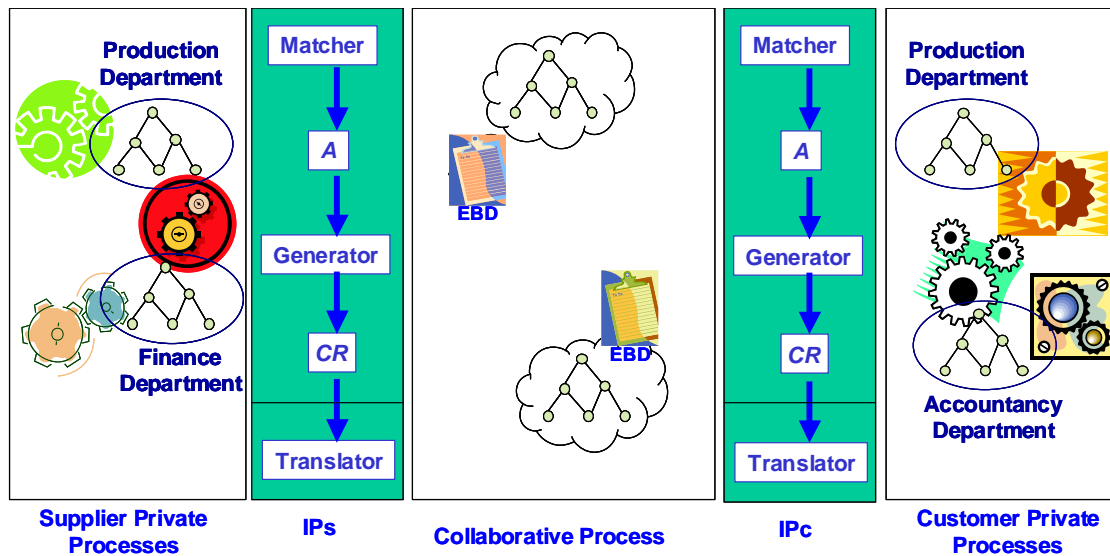 Production
Department
Finance
Department
Supplier Private
Processes
Matcher
A
Generator
CR
Translator
IPs
EBD
EBD
Collaborative Process
Matcher
A
Generator
CR
Translator
IPc
Production
Department
Accountancy
Department
Customer Private
Processes